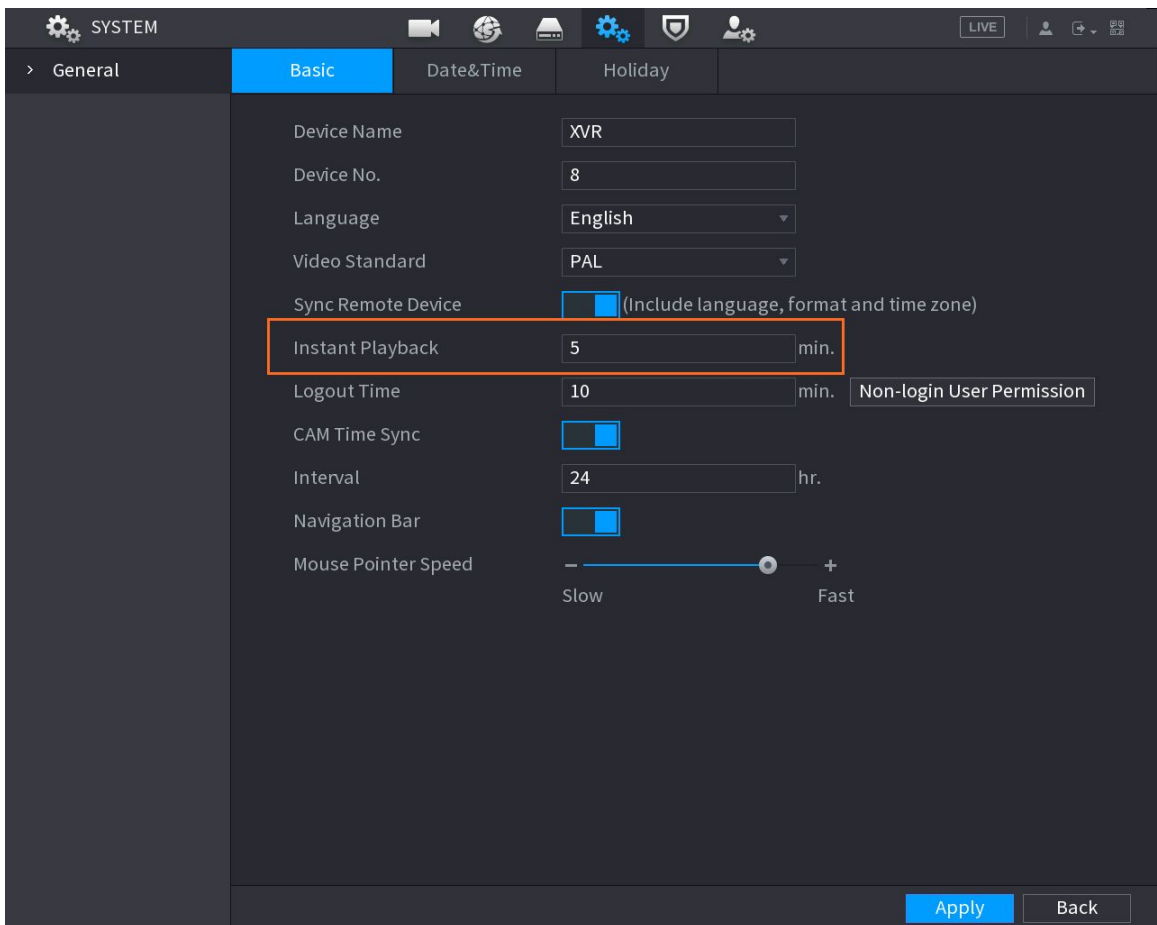 SYSTEM
LIVE
> General
Basic Date&Time Holiday
Device Name XVR
Device No. 8
Language English
Video Standard PAL
Sync Remote Device (Include language, format and time zone)
Instant Playback 5 min.
Logout Time 10 min. Non-login User Permission
CAM Time Sync
Interval 24 hr.
Navigation Bar
Mouse Pointer Speed − +
Slow Fast
Apply Back